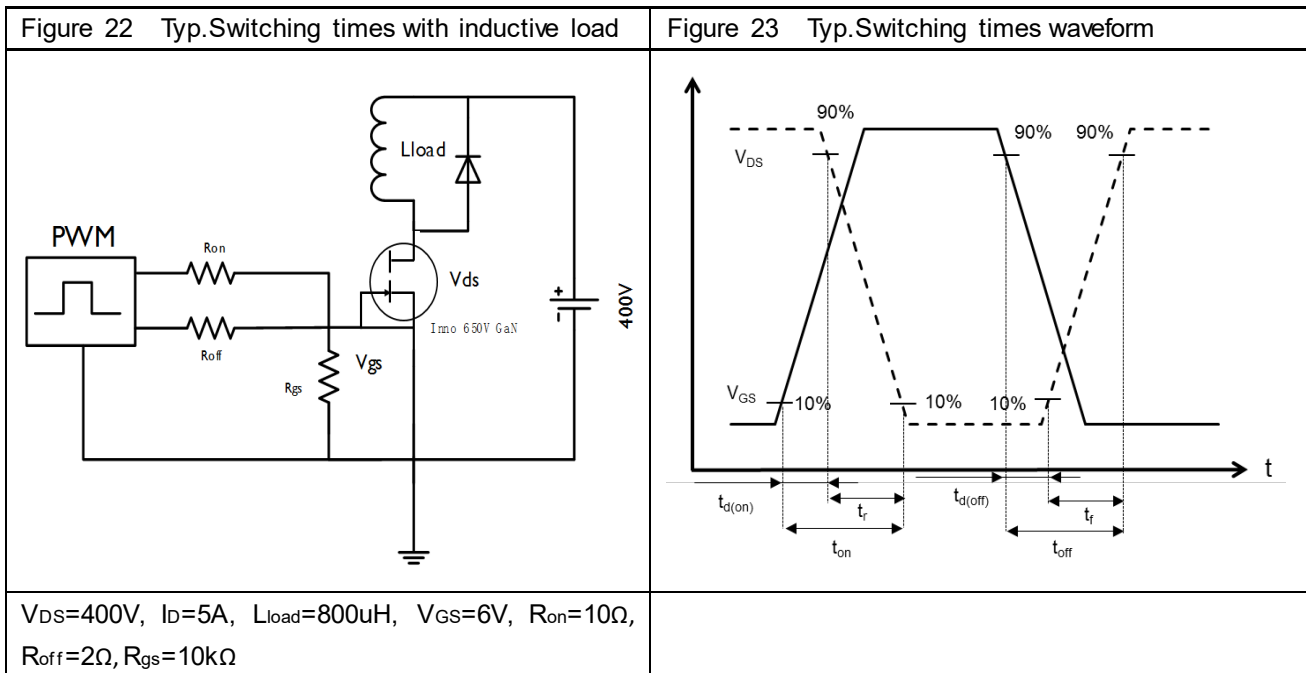 Figure 22 Typ.Switching times with inductive load
Figure 23 Typ.Switching times waveform
Lload
PWM
Ron
Roff
Rgs
Vgs
Vds
Inno 650V GaN
+
400V
90%
90%
90%
VDS
VGS
10%
10%
10%
t
td(on)
tr
td(off)
tf
ton
toff
VDS=400V, ID=5A, Lload=800uH, VGS=6V, Ron=10Ω,
Roff=2Ω, Rgs=10kΩ